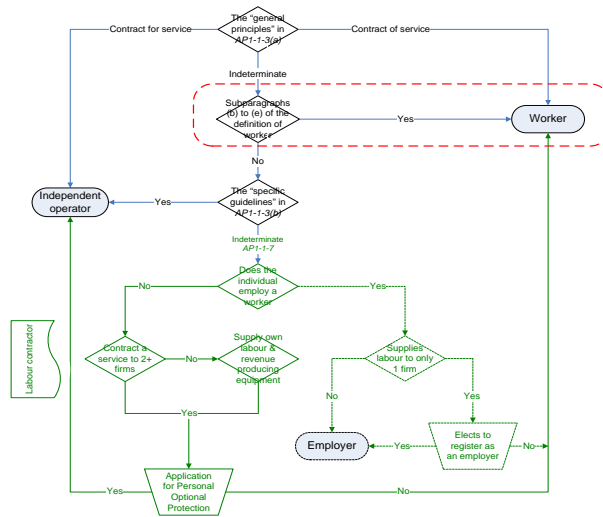 The "general
principles" in
AP1-1-3(a)
Contract for service
Contract of service
Indeterminate
Subparagraphs
(b) to (e) of the
definition of
worker
Yes
Worker
No
Independent
operator
Yes
The "specific
guidelines" in
AP1-1-3(b)
Indeterminate
AP1-1-7
Does the
individual
employ a
worker
No
Yes
Labour contractor
Contract a
service to 2+
firms
No
Supply own
labour &
revenue
producing
equipment
Supplies
labour to only
1 firm
No
Yes
Yes
Employer
Yes
Elects to
register as
an employer
No
Application
for Personal
Optional
Protection
Yes
No